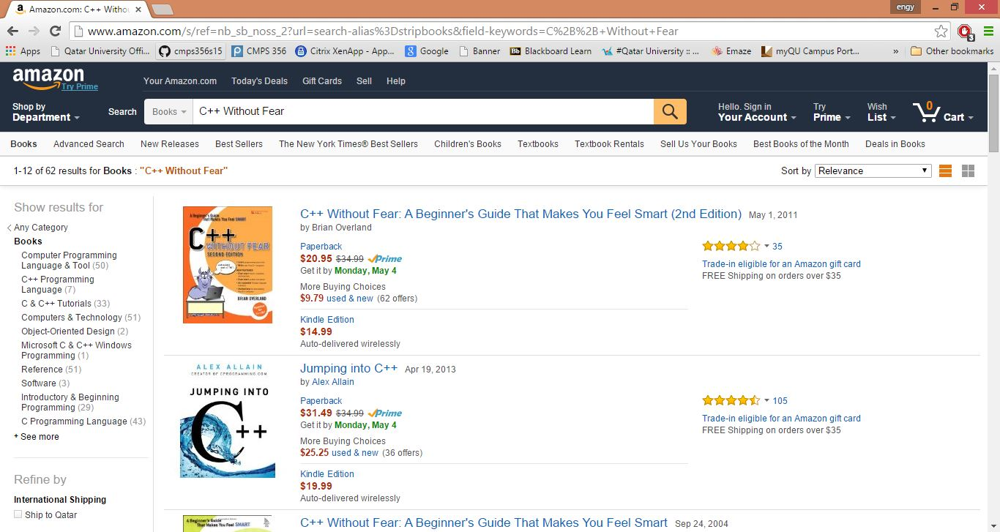 Amazon.com: C++ Withou
engy
www.amazon.com/s/ref=nb_sb_noss_2?url=search-alias%3Dstripbooks&field-keywords=C%2B%2B+Without+Fear
3
Apps Qatar University Offi... cmps356s15 CMPS 356 Citrix XenApp - App... Google Banner Bb Blackboard Learn #Qatar University :: ... Emaze myQU Campus Port... » Other bookmarks
amazon
Try Prime
Your Amazon.com Today's Deals Gift Cards Sell Help
Shop by
Department
Search Books C++ Without Fear
Hello. Sign in
Your Account
Try
Prime
Wish
List
0
Cart
Books Advanced Search New Releases Best Sellers The New York Times® Best Sellers Children's Books Textbooks Textbook Rentals Sell Us Your Books Best Books of the Month Deals in Books
1-12 of 62 results for Books : "C++ Without Fear"
Sort by Relevance
Show results for
Any Category
Books
Computer Programming
Language & Tool (50)
C++ Programming
Language (7)
C & C++ Tutorials (33)
Computers & Technology (51)
Object-Oriented Design (2)
Microsoft C & C++ Windows
Programming (1)
Reference (51)
Software (3)
Introductory & Beginning
Programming (29)
C Programming Language (43)
+ See more
Refine by
International Shipping
Ship to Qatar
A Beginner's Guide
That Makes You Feel SMART
C++
WITHOUT FEAR
SECOND EDITION
BRIAN OVERLAND
C++ Without Fear: A Beginner's Guide That Makes You Feel Smart (2nd Edition) May 1, 2011
by Brian Overland
Paperback
$20.95 $34.99 Prime
Get it by Monday, May 4
More Buying Choices
$9.79 used & new (62 offers)
Kindle Edition
$14.99
Auto-delivered wirelessly
35
Trade-in eligible for an Amazon gift card
FREE Shipping on orders over $35
ALEX ALLAIN
CREATOR OF CPROGRAMMING.COM
JUMPING INTO
C++
Jumping into C++ Apr 19, 2013
by Alex Allain
Paperback
$31.49 $34.99 Prime
Get it by Monday, May 4
More Buying Choices
$25.25 used & new (36 offers)
Kindle Edition
$19.99
Auto-delivered wirelessly
105
Trade-in eligible for an Amazon gift card
FREE Shipping on orders over $35
A Beginner's Guide
That Makes You Feel SMART
C++ Without Fear: A Beginner's Guide That Makes You Feel Smart Sep 24, 2004